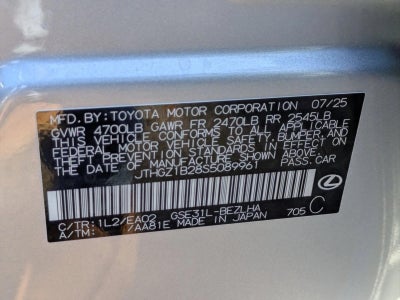 MFD.BY:TOYOTA MOTOR CORPORATION 07/25
GVWR 4700LB GAWR FR 2470LB RR 2545LB
THIS VEHICLE CONFORMS TO ALL APPLICABLE
FEDERAL MOTOR VEHICLE SAFETY, BUMPER, AND
THEFT PREVENTION STANDARDS IN EFFECT ON
THE DATE OF MANUFACTURE SHOWN ABOVE.
JTHGZ1B28S5089961 PASS.CAR
C/TR:1L2/EA02 GSE31L-BEZLHA 705 C
A/TM: /AA81E MADE IN JAPAN